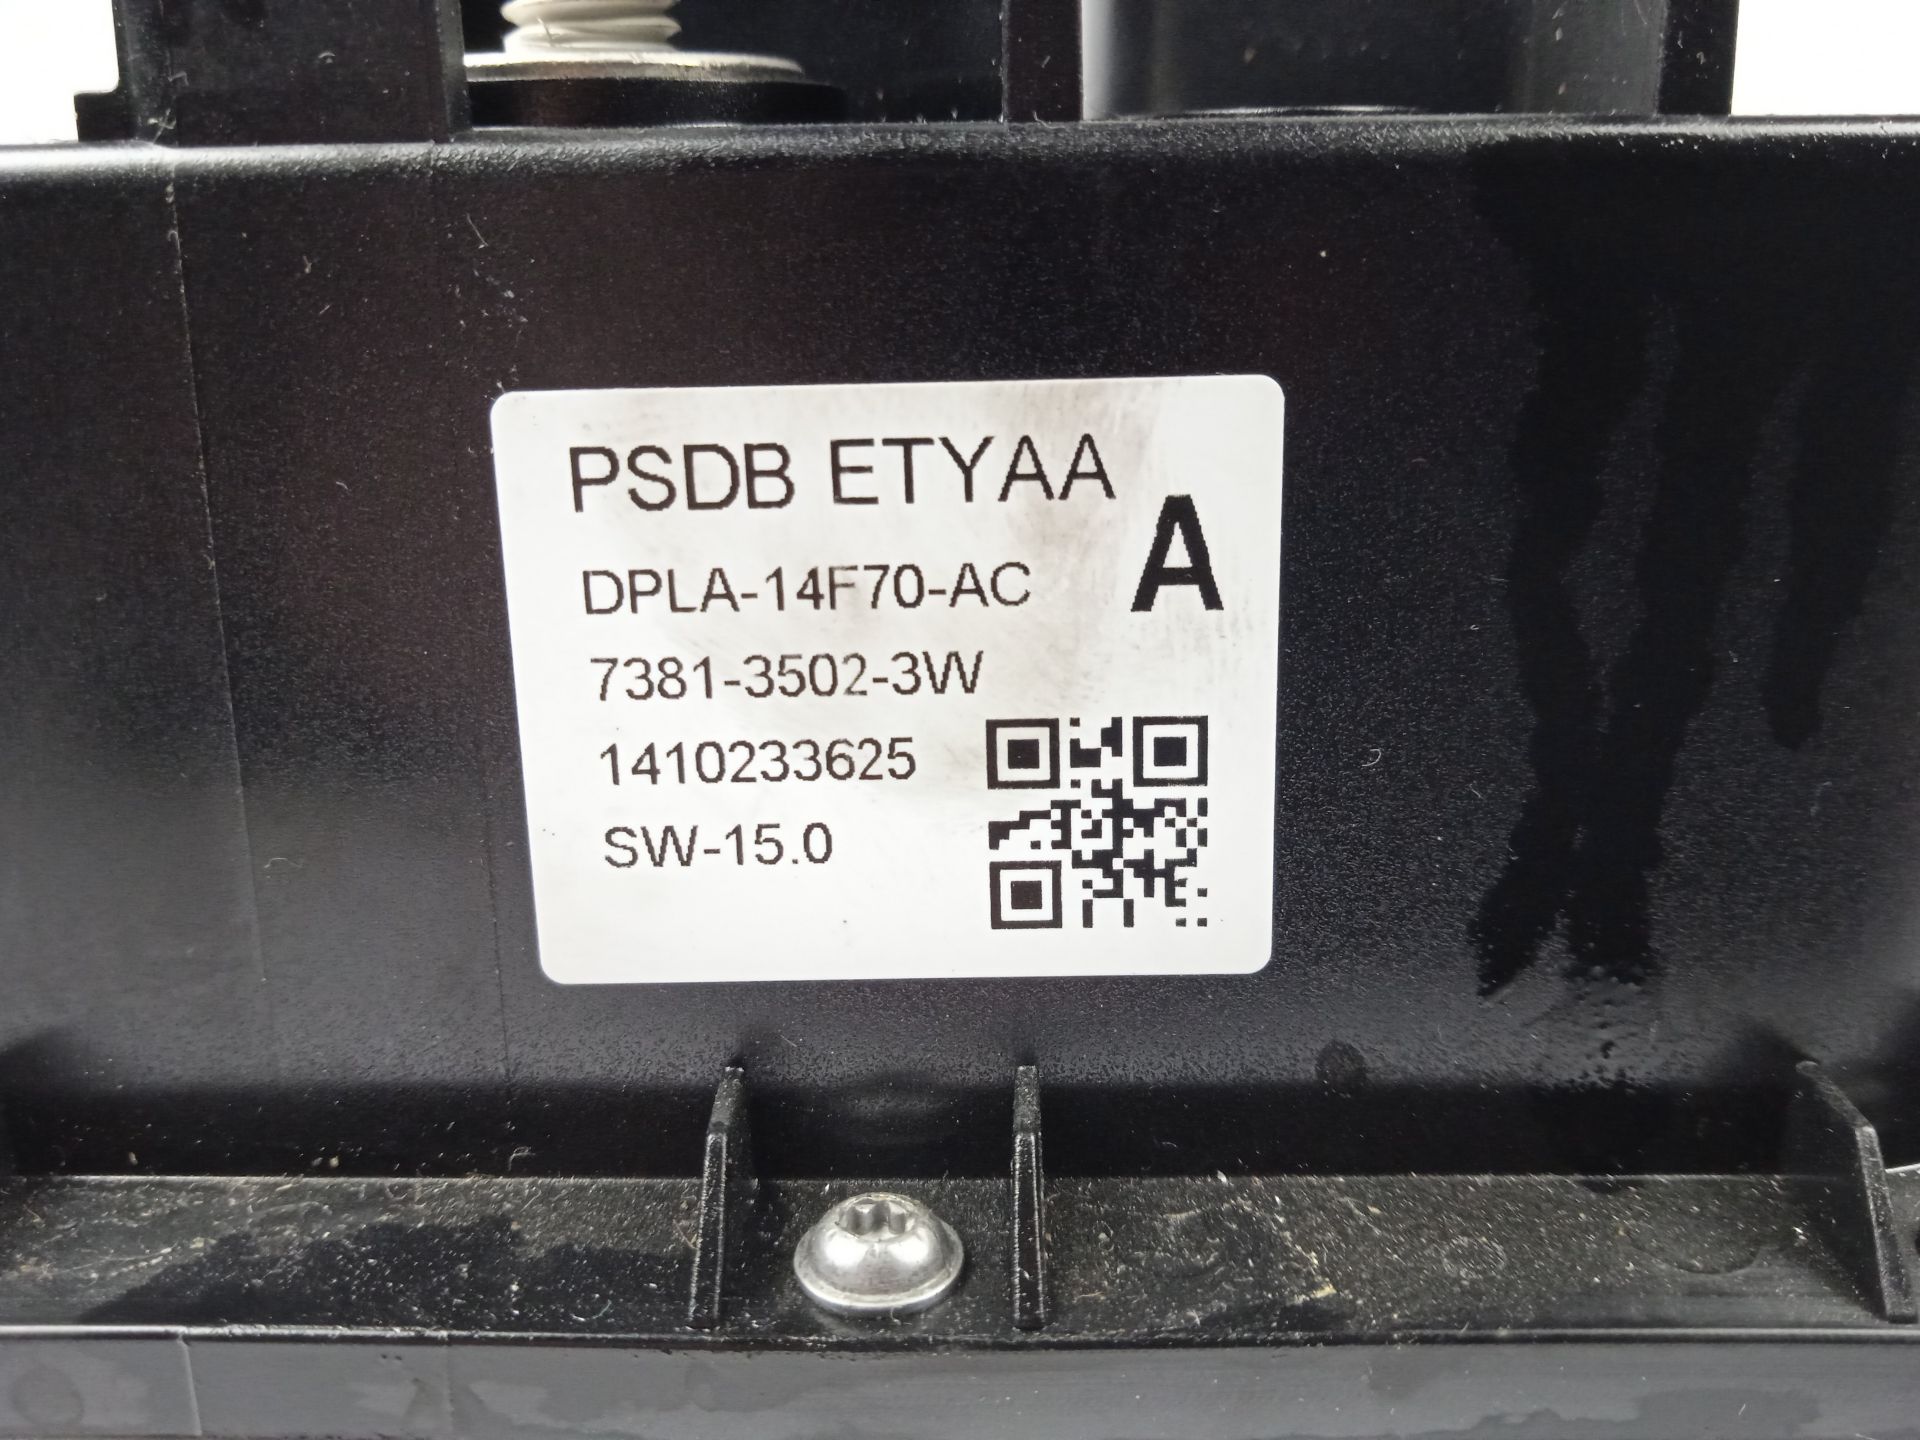 PSDB ETYAA
A
DPLA-14F70-AC
7381-3502-3W
1410233625
SW-15.0